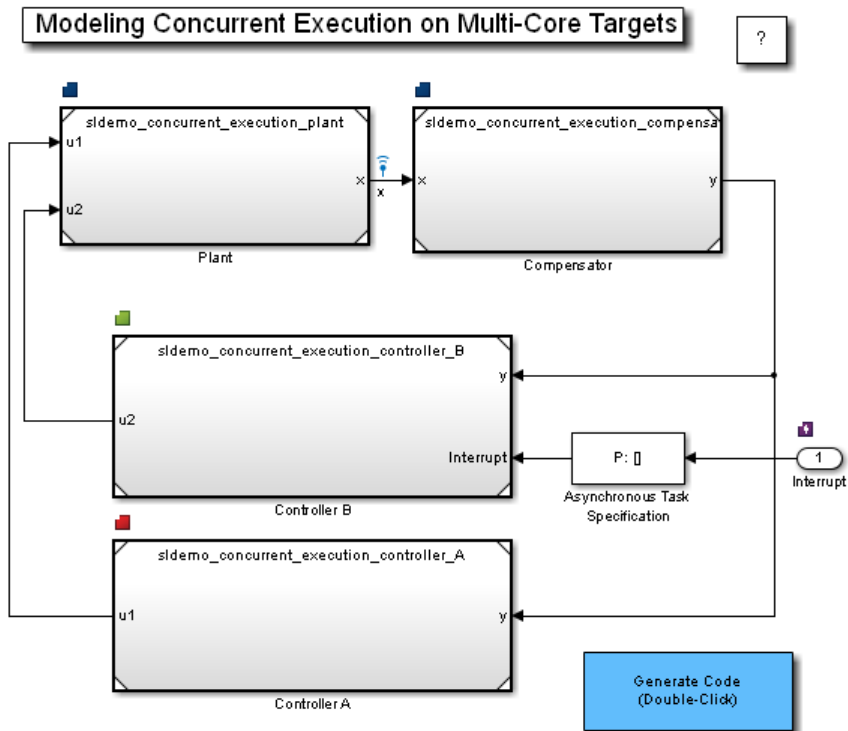 Modeling Concurrent Execution on Multi-Core Targets
?
sldemo_concurrent_execution_plant
u1
u2
x
Plant
x
sldemo_concurrent_execution_compensa
x
y
Compensator
sldemo_concurrent_execution_controller_B
y
u2
Interrupt
Controller B
P: []
Asynchronous Task
Specification
1
Interrupt
sldemo_concurrent_execution_controller_A
u1
y
Controller A
Generate Code
(Double-Click)